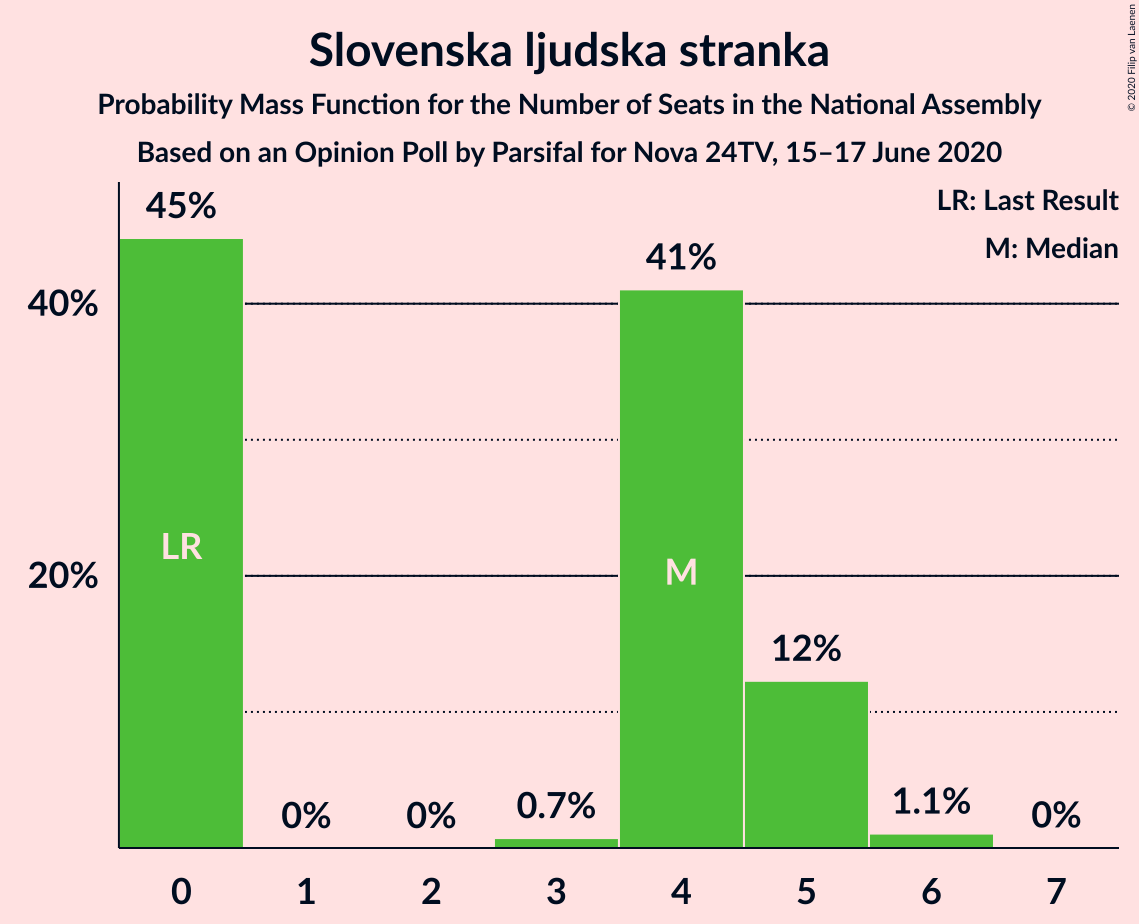 Slovenska ljudska stranka
Probability Mass Function for the Number of Seats in the National Assembly
Based on an Opinion Poll by Parsifal for Nova 24TV, 15–17 June 2020
© 2020 Filip van Laenen
LR: Last Result
M: Median
45%
41%
40%
LR
M
20%
12%
0%
0%
0.7%
1.1%
0%
0 1 2 3 4 5 6 7